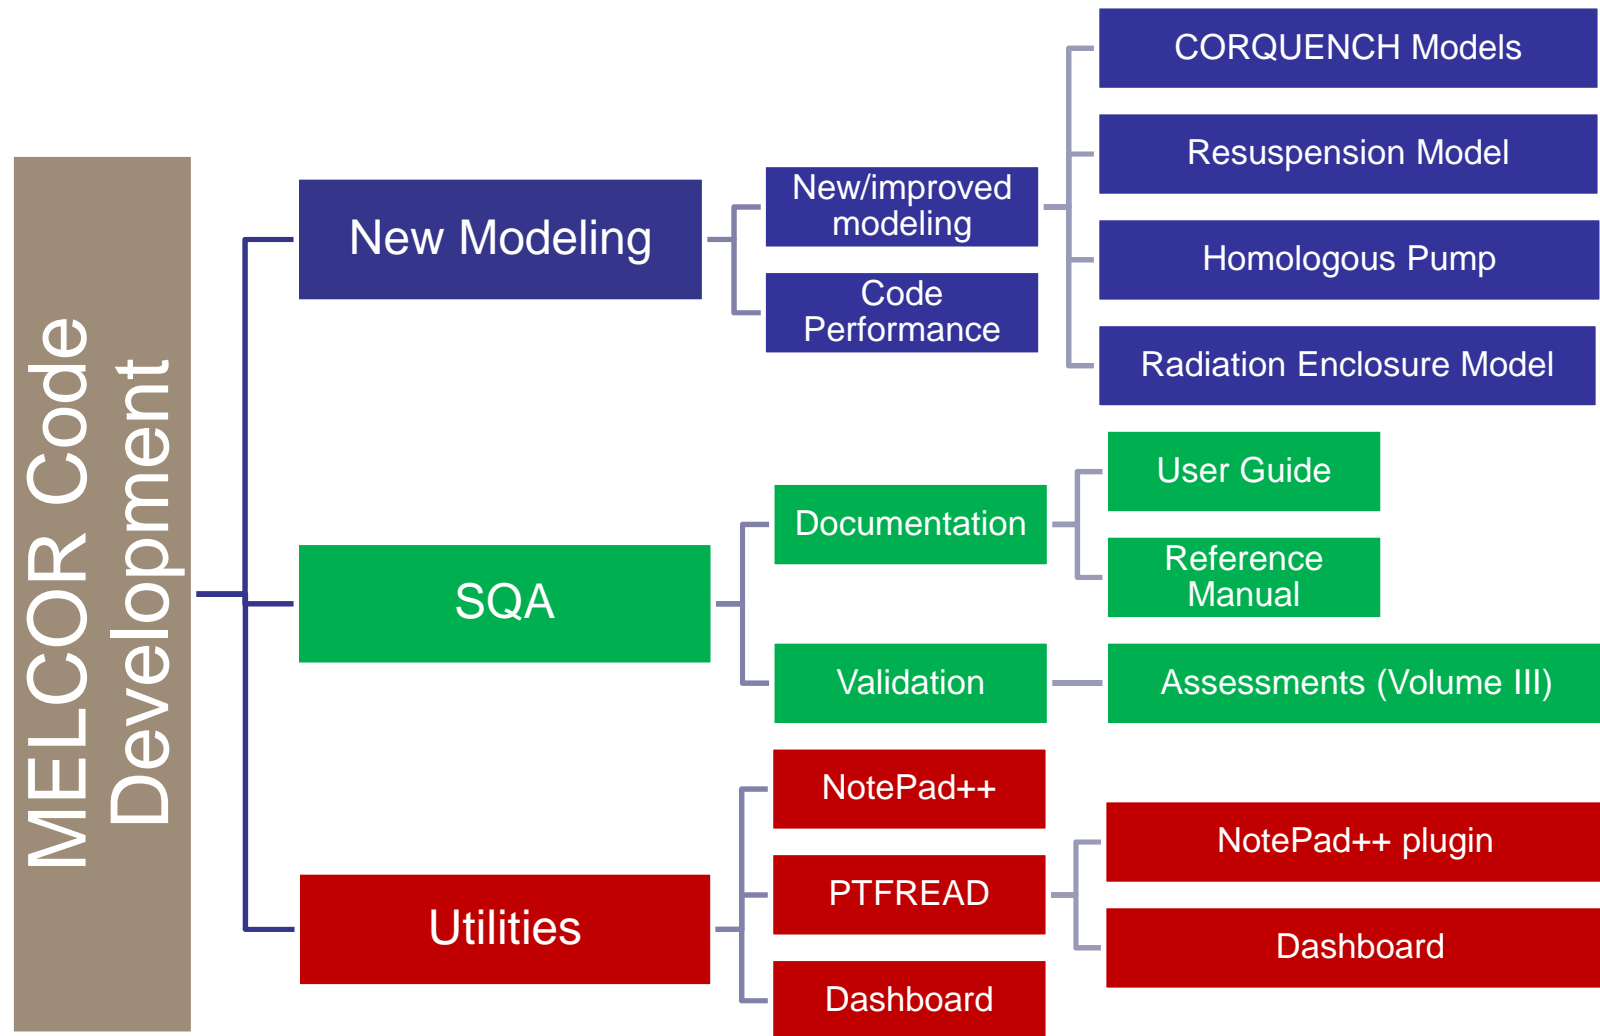 MELCOR Code
Development
New Modeling
New/improved
modeling
CORQUENCH Models
Resuspension Model
Homologous Pump
Radiation Enclosure Model
Code
Performance
SQA
Documentation
User Guide
Reference
Manual
Validation
Assessments (Volume III)
Utilities
NotePad++
PTFREAD
NotePad++ plugin
Dashboard
Dashboard